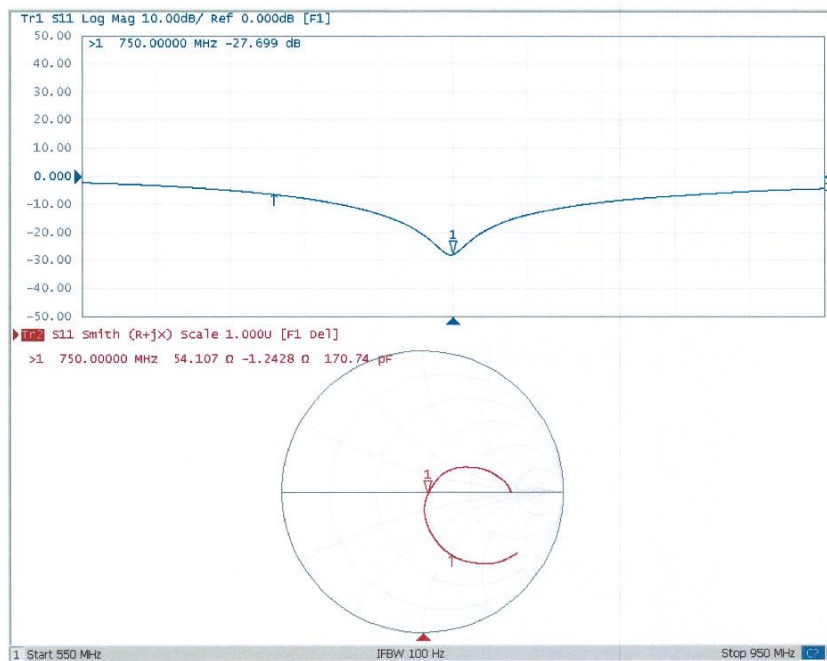 Tr1 S11 Log Mag 10.00dB/ Ref 0.000dB [F1]
50.00
>1 750.00000 MHz -27.699 dB
40.00
30.00
20.00
10.00
0.000
-10.00
-20.00
1
-30.00
-40.00
-50.00
Tr2 S11 Smith (R+jX) Scale 1.000U [F1 Del]
>1 750.00000 MHz 54.107 Ω -1.2428 Ω 170.74 pF
1
1 Start 550 MHz IFBW 100 Hz Stop 950 MHz C?